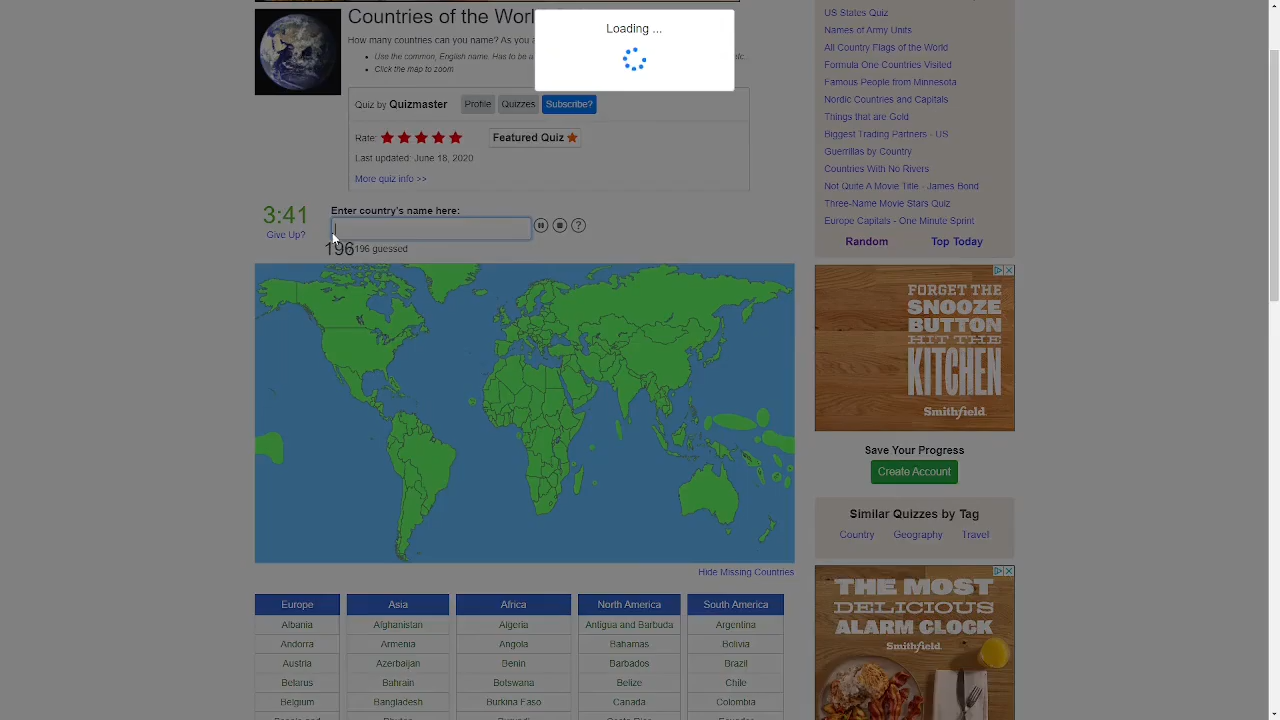 Countries of the Worl
Loading ...
How many countries can you name? As you a
Use the common, English name. Has to be a
tc.
Click the map to zoom
Quiz by Quizmaster
Profile
Quizzes
Subscribe?
Rate:
Featured Quiz
Last updated: June 18, 2020
More quiz info >>
3:41
Give Up?
Enter country's name here:
196
196 guessed
Hide Missing Countries
Europe Asia Africa North America South America
Albania Afghanistan Algeria Antigua and Barbuda Argentina
Andorra Armenia Angola Bahamas Bolivia
Austria Azerbaijan Benin Barbados Brazil
Belarus Bahrain Botswana Belize Chile
Belgium Bangladesh Burkina Faso Canada Colombia
US States Quiz
Names of Army Units
All Country Flags of the World
Formula One Countries Visited
Famous People from Minnesota
Nordic Countries and Capitals
Things that are Gold
Biggest Trading Partners - US
Guerrillas by Country
Countries With No Rivers
Not Quite A Movie Title - James Bond
Three-Name Movie Stars Quiz
Europe Capitals - One Minute Sprint
Random
Top Today
FORGET THE
SNOOZE
BUTTON
HIT THE
KITCHEN
Smithfield
Save Your Progress
Create Account
Similar Quizzes by Tag
Country Geography Travel
THE MOST
DELICIOUS
ALARM CLOCK
Smithfield